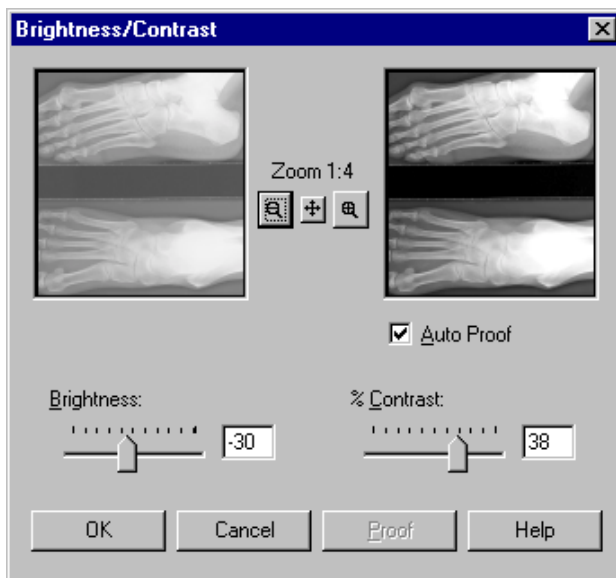 Brightness/Contrast
Zoom 1:4
Auto Proof
Brightness:
-30
% Contrast:
38
OK
Cancel
Proof
Help